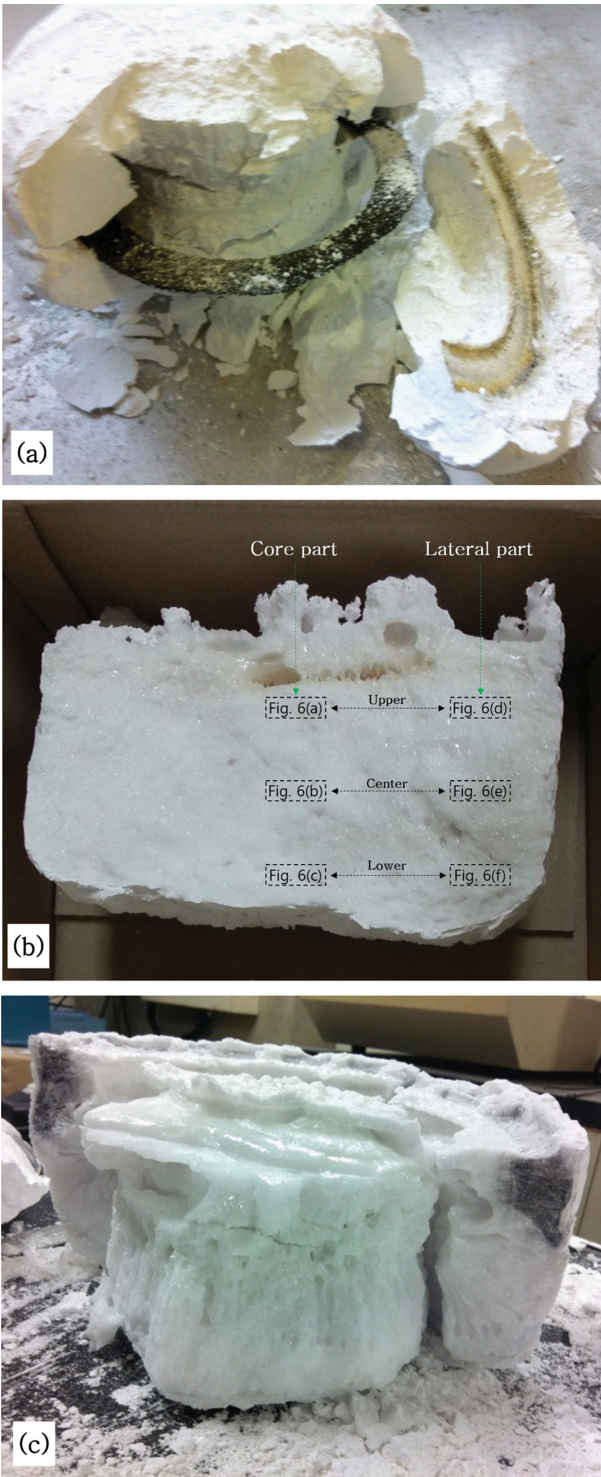 (a)
Core part Lateral part
Fig. 6(a) Upper Fig. 6(d)
Fig. 6(b) Center Fig. 6(e)
Fig. 6(c) Lower Fig. 6(f)
(b)
(c)